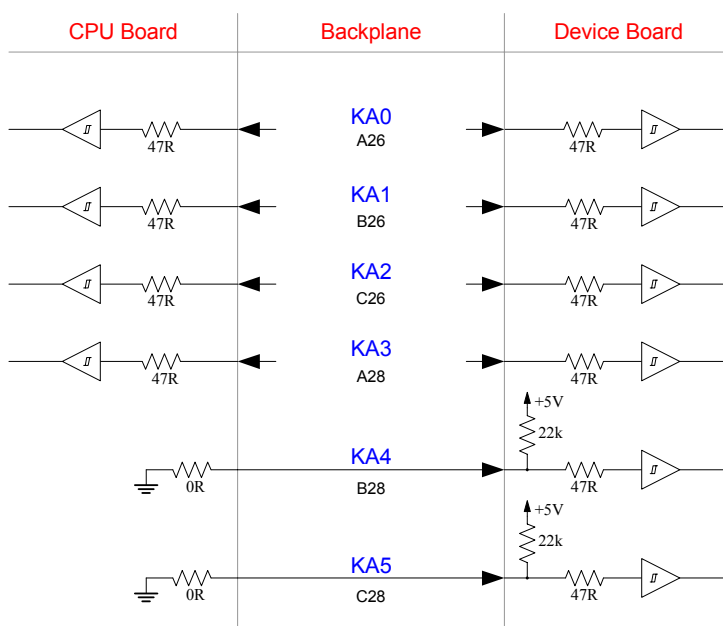 CPU Board Backplane Device Board
KA0
A26
47R 47R
KA1
B26
47R 47R
KA2
C26
47R 47R
KA3
A28
47R 47R
+5V
22k
KA4
B28
0R 47R
+5V
22k
KA5
C28
0R 47R